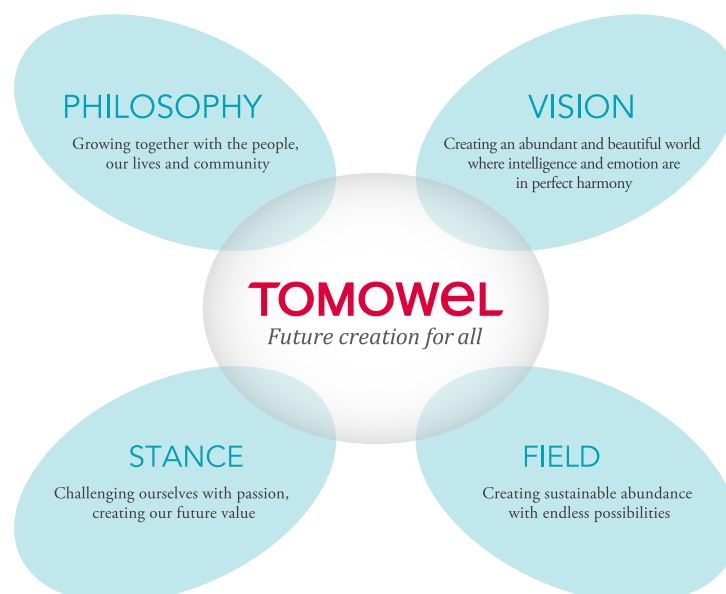 PHILOSOPHY
Growing together with the people,
our lives and community
VISION
Creating an abundant and beautiful world
where intelligence and emotion are
in perfect harmony
TOMOWEL
Future creation for all
STANCE
Challenging ourselves with passion,
creating our future value
FIELD
Creating sustainable abundance
with endless possibilities